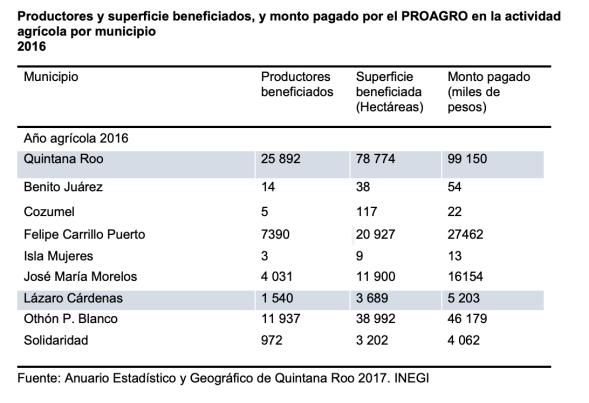 Productores y superficie beneficiados, y monto pagado por el PROAGRO en la actividad
agrícola por municipio
2016
Municipio Productores beneficiados Superficie beneficiada (Hectáreas) Monto pagado (miles de pesos)
Año agrícola 2016
Quintana Roo 25 892 78 774 99 150
Benito Juárez 14 38 54
Cozumel 5 117 22
Felipe Carrillo Puerto 7390 20 927 27462
Isla Mujeres 3 9 13
José María Morelos 4 031 11 900 16154
Lázaro Cárdenas 1 540 3 689 5 203
Othón P. Blanco 11 937 38 992 46 179
Solidaridad 972 3 202 4 062
Fuente: Anuario Estadístico y Geográfico de Quintana Roo 2017. INEGI